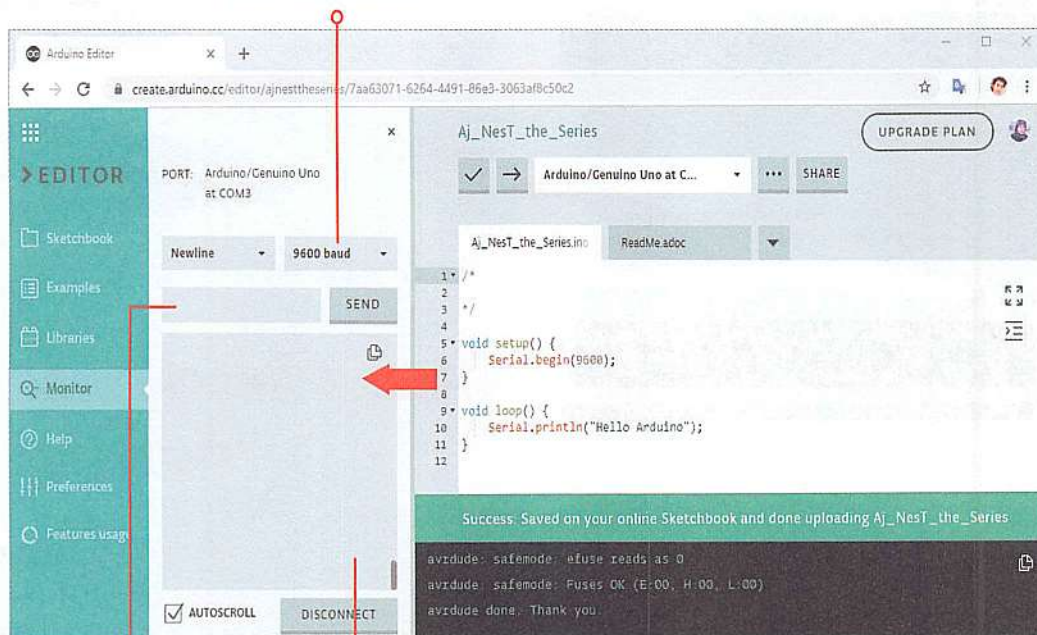 Arduino Editor
create.arduino.cc/editor/ajnesttheseries/7aa63071-6264-4491-86e3-3063af8c50c2
EDITOR
Sketchbook
Examples
Libraries
Monitor
Help
Preferences
Features usage
PORT: Arduino/Genuino Uno
at COM3
Newline
9600 baud
SEND
AUTOSCROLL
DISCONNECT
Aj_NesT_the_Series
UPGRADE PLAN
Arduino/Genuino Uno at C...
SHARE
Aj_NesT_the_Series.ino
ReadMe.adoc
1 /*
2
3 */
4
5 void setup() {
6 Serial.begin(9600);
7 }
8
9 void loop() {
10 Serial.println("Hello Arduino");
11 }
12
Success: Saved on your online Sketchbook and done uploading Aj_NesT_the_Series
avrdude: safemode: efuse reads as 0
avrdude: safemode: Fuses OK (E:00, H:00, L:00)
avrdude done. Thank you.